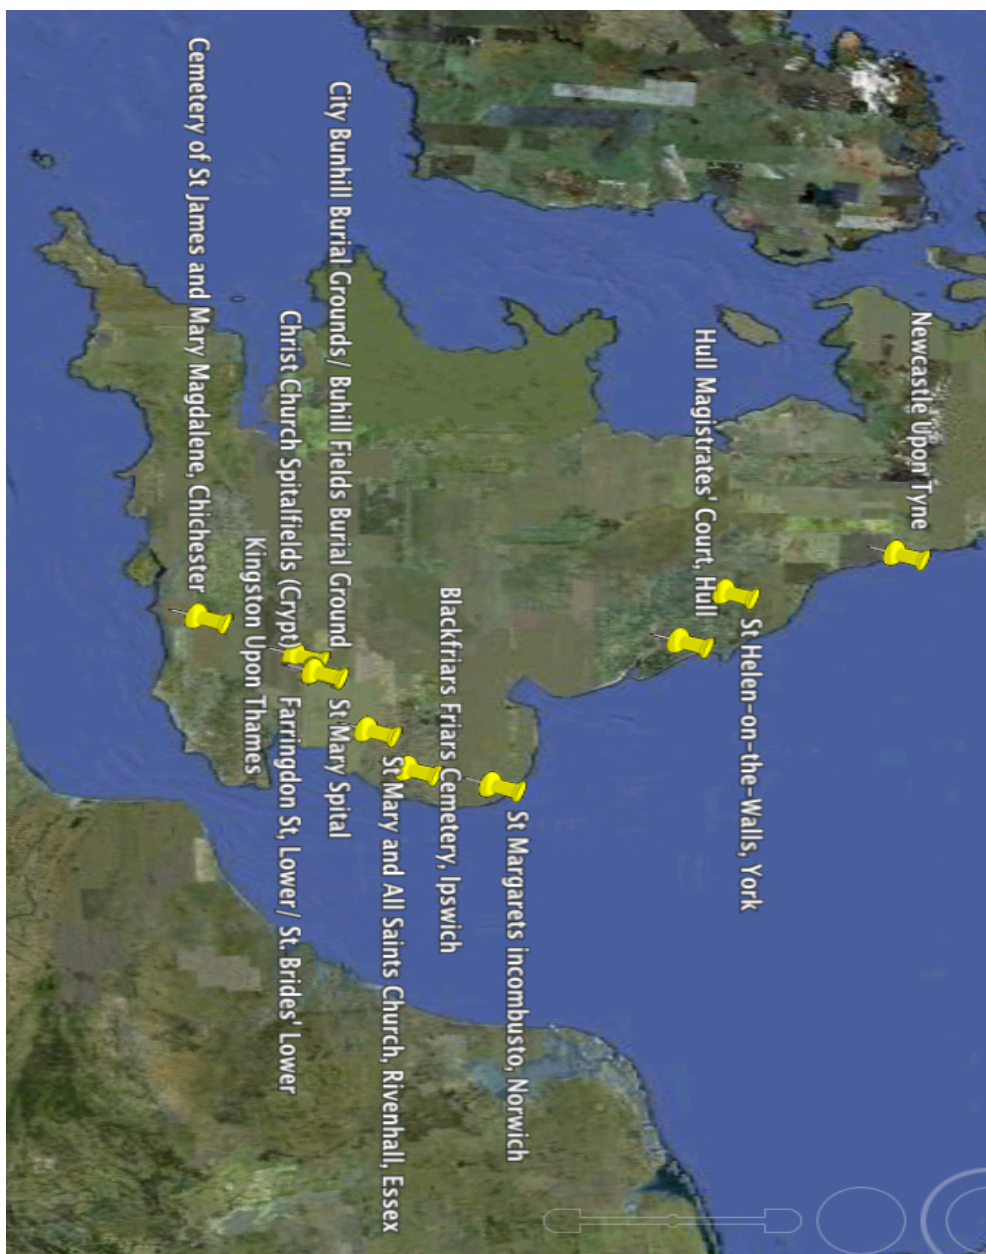 Newcastle Upon Tyne
St Helen-on-the-Walls, York
Hull Magistrates' Court, Hull
St Margarets incombusto, Norwich
Blackfriars Friars Cemetery, Ipswich
St Mary and All Saints Church, Rivenhall, Essex
City Bunhill Burial Grounds/ Buhill Fields Burial Ground
St Mary Spital
Christ Church Spitalfields (Crypt)
Farringdon St, Lower/ St. Brides' Lower
Kingston Upon Thames
Cemetery of St James and Mary Magdalene, Chichester